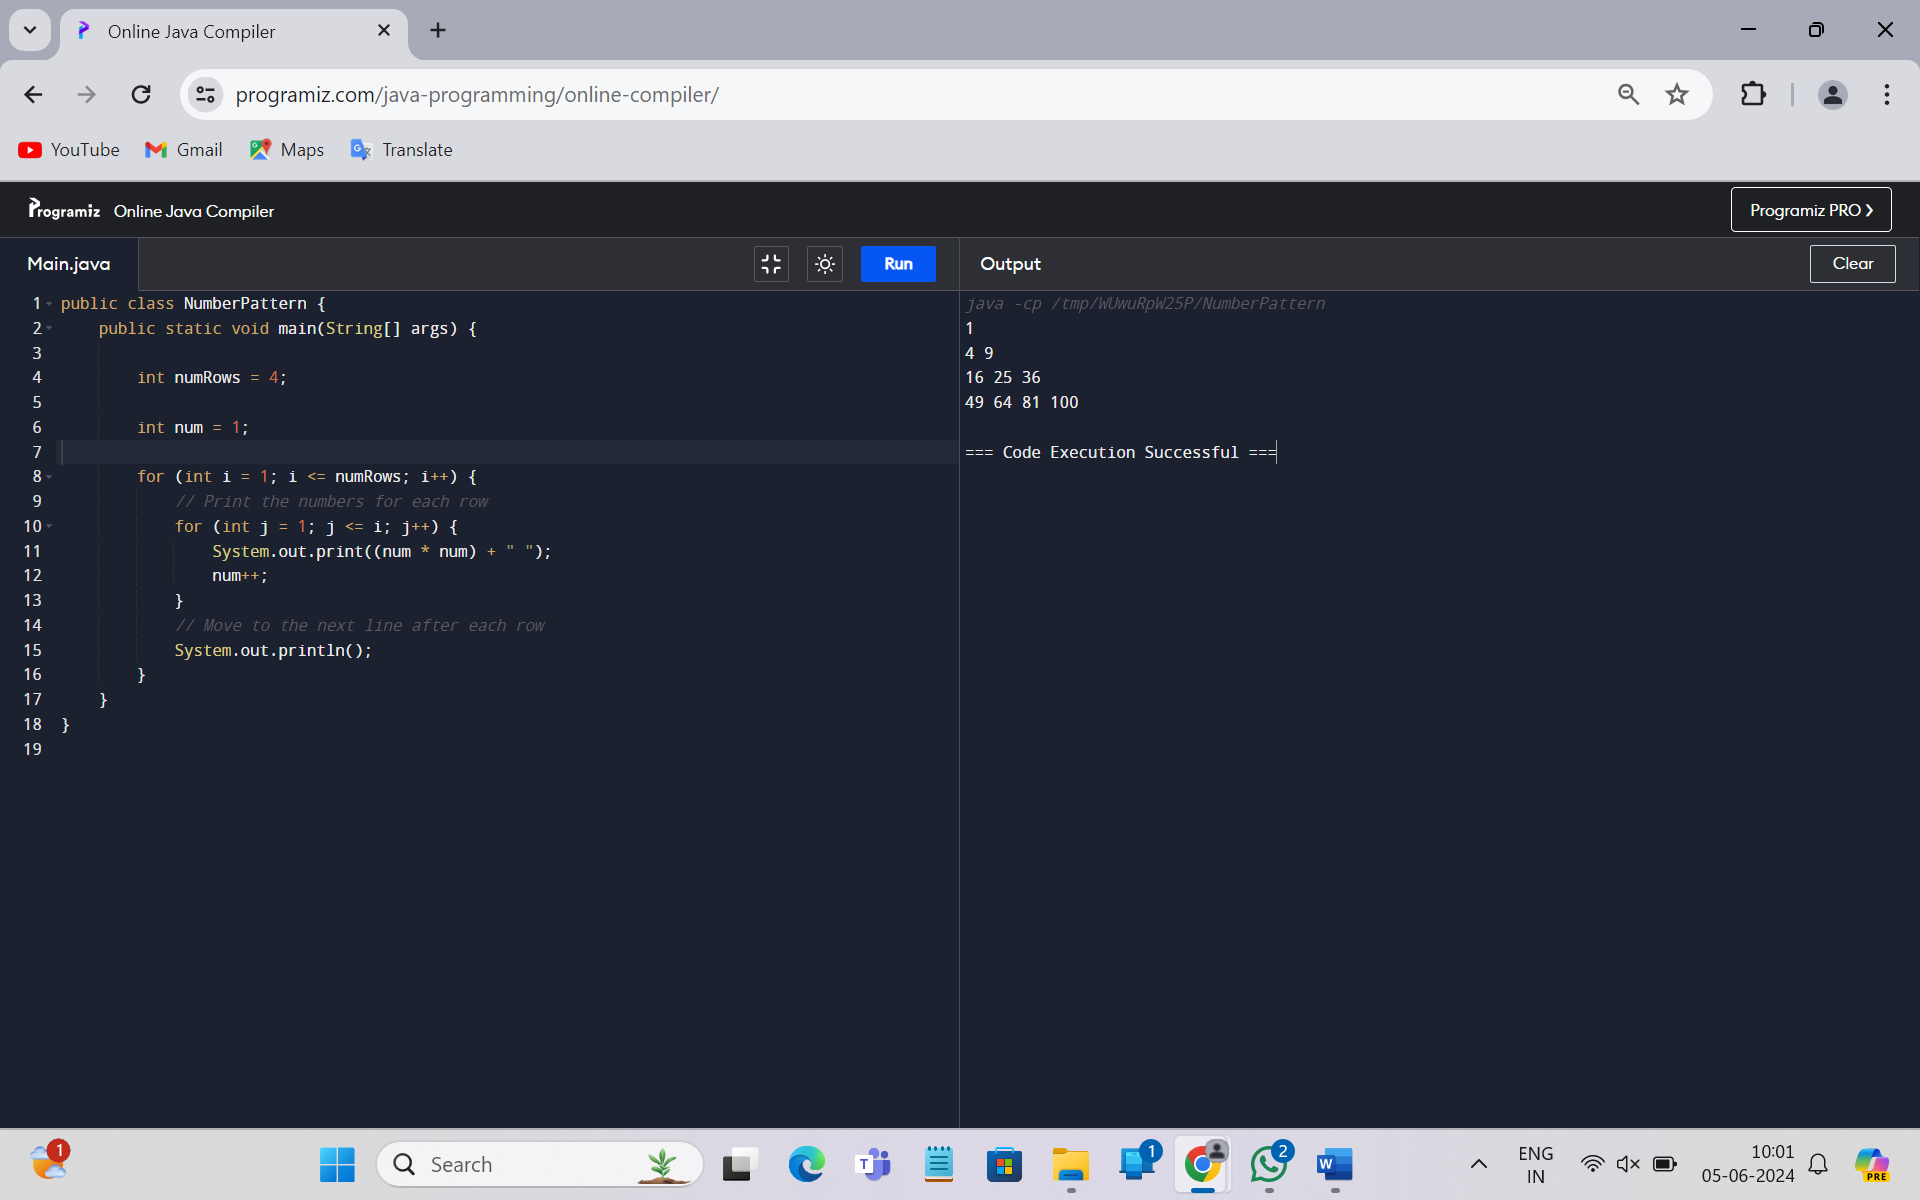 Online Java Compiler
programiz.com/java-programming/online-compiler/
YouTube Gmail Maps Translate
Programiz Online Java Compiler Programiz PRO ❯
Main.java Run Output Clear
1 public class NumberPattern {
2     public static void main(String[] args) {
3
4         int numRows = 4;
5
6         int num = 1;
7
8         for (int i = 1; i <= numRows; i++) {
9             // Print the numbers for each row
10             for (int j = 1; j <= i; j++) {
11                 System.out.print((num * num) + " ");
12                 num++;
13             }
14             // Move to the next line after each row
15             System.out.println();
16         }
17     }
18 }
19
java -cp /tmp/WUwuRpW25P/NumberPattern
1
4 9
16 25 36
49 64 81 100
=== Code Execution Successful ===
1
Search
T
1
2
W
ENG
IN
10:01
05-06-2024
PRE